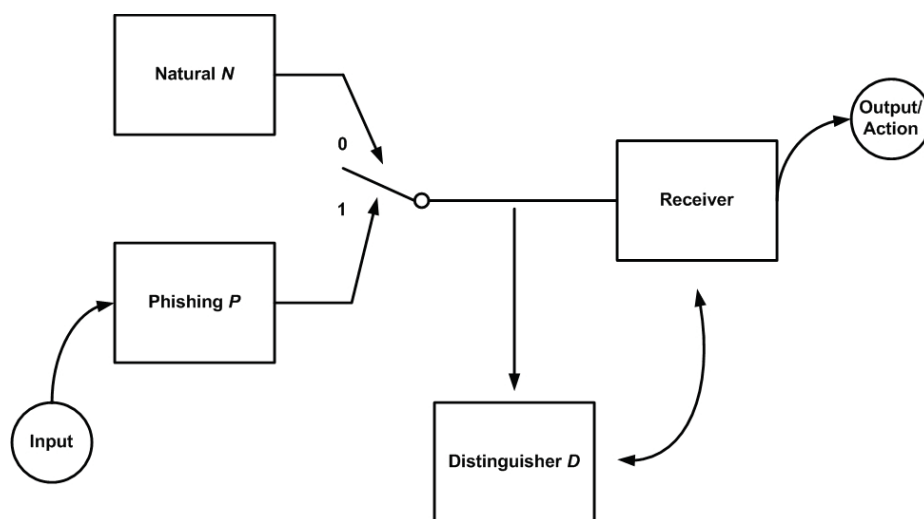 Natural N
Output/
Action
0
Receiver
1
Phishing P
Input
Distinguisher D